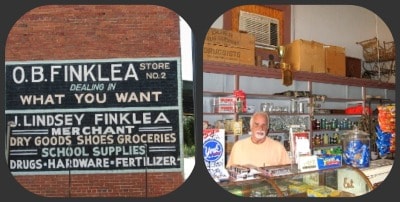 O.B. FINKLEA STORE NO. 2
DEALING IN
WHAT YOU WANT
J. LINDSEY FINKLEA
MERCHANT
DRY GOODS SHOES GROCERIES
SCHOOL SUPPLIES
DRUGS · HARDWARE · FERTILIZER